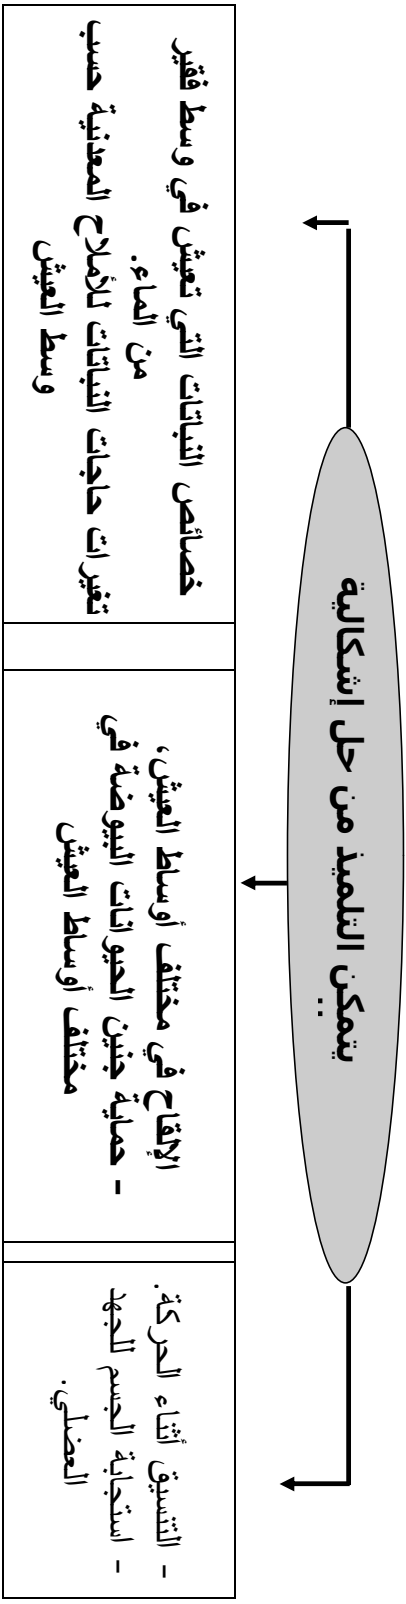 يتمكن التلميذ من حل إشكالية
..
- التنسيق أثناء الحركة.
- استجابة الجسم للجهد
العضلي.
الإلقاح في مختلف أوساط العيش،
- حماية جنين الحيوانات البيوضة في
مختلف أوساط العيش
خصائص النباتات التي تعيش في وسط فقير
من الماء.
تغيرات حاجات النباتات للأملاح المعدنية حسب
وسط العيش